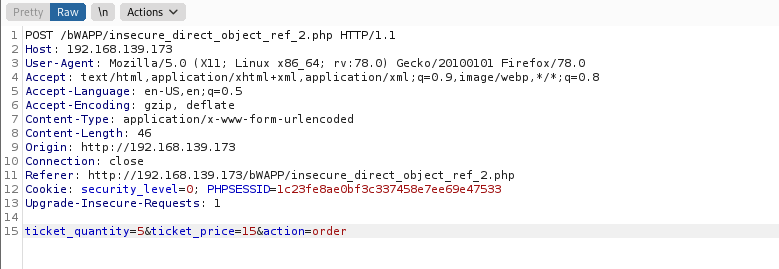 Pretty Raw \n Actions
1 POST /bWAPP/insecure_direct_object_ref_2.php HTTP/1.1
2 Host: 192.168.139.173
3 User-Agent: Mozilla/5.0 (X11; Linux x86_64; rv:78.0) Gecko/20100101 Firefox/78.0
4 Accept: text/html,application/xhtml+xml,application/xml;q=0.9,image/webp,*/*;q=0.8
5 Accept-Language: en-US,en;q=0.5
6 Accept-Encoding: gzip, deflate
7 Content-Type: application/x-www-form-urlencoded
8 Content-Length: 46
9 Origin: http://192.168.139.173
10 Connection: close
11 Referer: http://192.168.139.173/bWAPP/insecure_direct_object_ref_2.php
12 Cookie: security_level=0; PHPSESSID=1c23fe8ae0bf3c337458e7ee69e47533
13 Upgrade-Insecure-Requests: 1
14
15 ticket_quantity=5&ticket_price=15&action=order